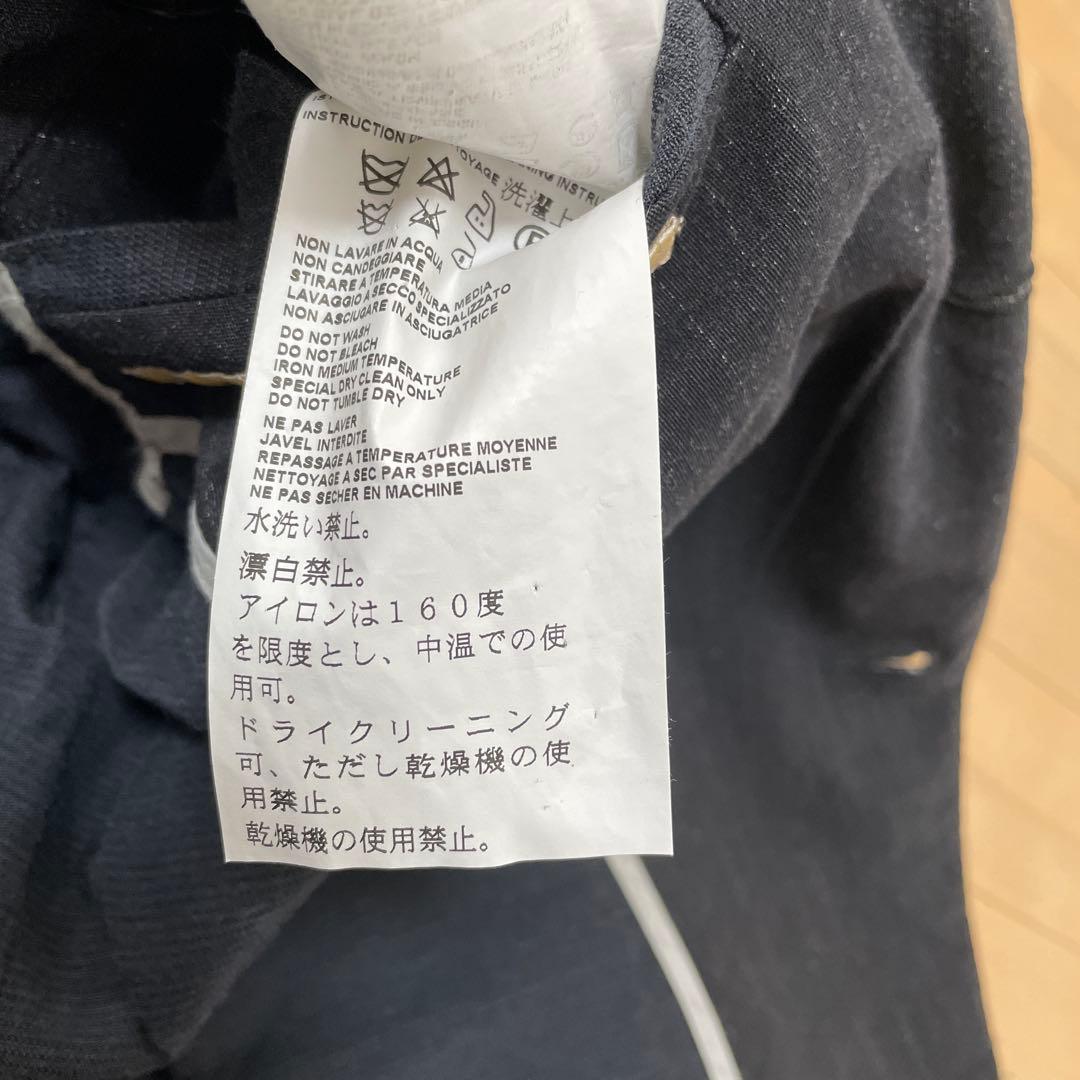 INSTRUCTION
OYAGE
NING INSTRU
洗濯上
NON LAVARE IN ACQUA
NON CANDEGGIARE
STIRARE A TEMPERATURA MEDIA
LAVAGGIO A SECCO SPECIALIZZATO
NON ASCIUGARE IN ASCIUGATRICE
DO NOT WASH
DO NOT BLEACH
IRON MEDIUM TEMPERATURE
SPECIAL DRY CLEAN ONLY
DO NOT TUMBLE DRY
NE PAS LAVER
JAVEL INTERDITE
REPASSAGE A TEMPERATURE MOYENNE
NETTOYAGE A SEC PAR SPECIALISTE
NE PAS SECHER EN MACHINE
水洗い禁止。
漂白禁止。
アイロンは160度
を限度とし、中温での使
用可。
ドライクリーニング
可、ただし乾燥機の使
用禁止。
乾燥機の使用禁止。